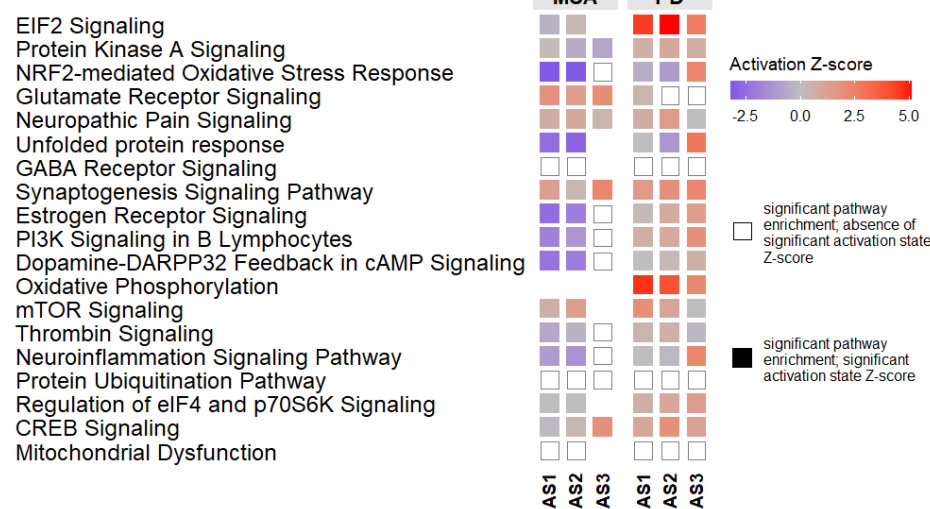 MSA PD
EIF2 Signaling
Protein Kinase A Signaling
NRF2-mediated Oxidative Stress Response
Glutamate Receptor Signaling
Neuropathic Pain Signaling
Unfolded protein response
GABA Receptor Signaling
Synaptogenesis Signaling Pathway
Estrogen Receptor Signaling
PI3K Signaling in B Lymphocytes
Dopamine-DARPP32 Feedback in cAMP Signaling
Oxidative Phosphorylation
mTOR Signaling
Thrombin Signaling
Neuroinflammation Signaling Pathway
Protein Ubiquitination Pathway
Regulation of eIF4 and p70S6K Signaling
CREB Signaling
Mitochondrial Dysfunction
AS1 AS2 AS3 AS1 AS2 AS3
Activation Z-score
-2.5 0.0 2.5 5.0
significant pathway
enrichment; absence of
significant activation state
Z-score
significant pathway
enrichment; significant
activation state Z-score